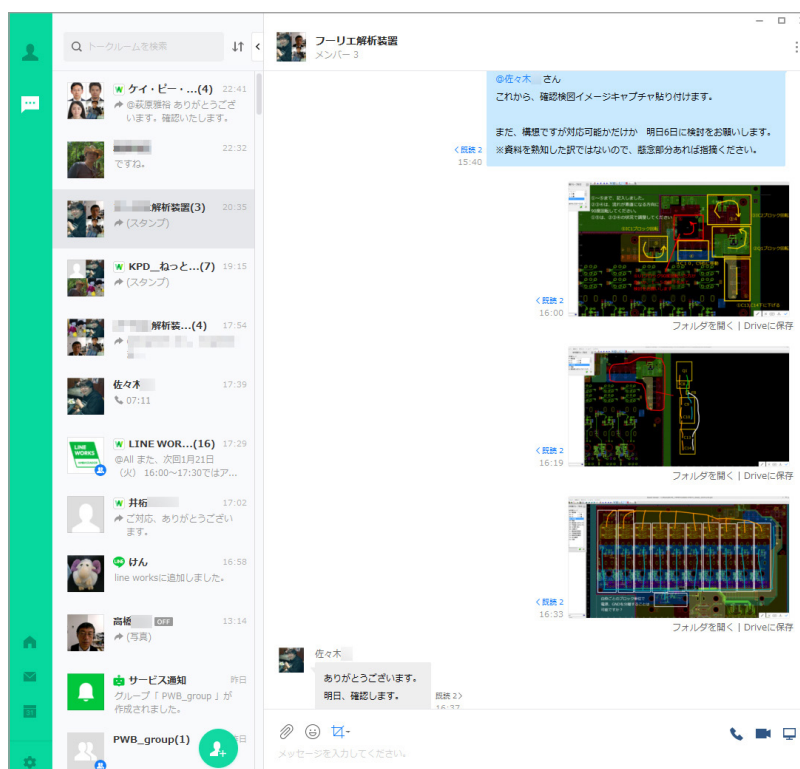 トークルームを検索
ケイ・ビー・...(4) 22:41
@萩原雅裕 ありがとうござ
います。確認いたします。
22:32
ですね。
解析装置(3) 20:35
(スタンプ)
KPD_ねっと...(7) 19:15
(スタンプ)
解析装...(4) 17:54
佐々木 17:39
07:11
LINE WOR...(16) 17:29
@All また、次回1月21日
(火) 16:00~17:30ではア...
LINE WORKS
井桁 17:02
ご対応、ありがとうござい
ます。
けん 16:58
line worksに追加しました。
高橋 OFF 13:14
(写真)
サービス通知 昨日
グループ「 PWB_group 」が
作成されました。
PWB_group(1)
フーリエ解析装置
メンバー 3
@佐々木 さん
これから、確認検図イメージキャプチャ貼り付けます。
まだ、構想ですが対応可能かだけか 明日6日に検討をお願いします。
※資料を熟知した訳ではないので、懸念部分あれば指摘ください。
既読 2
15:40
既読 2
16:00
フォルダを開く | Driveに保存
既読 2
16:19
フォルダを開く | Driveに保存
既読 2
16:33
フォルダを開く | Driveに保存
佐々木
ありがとうございます。
明日、確認します。
既読 2
16:37
メッセージを入力してください。